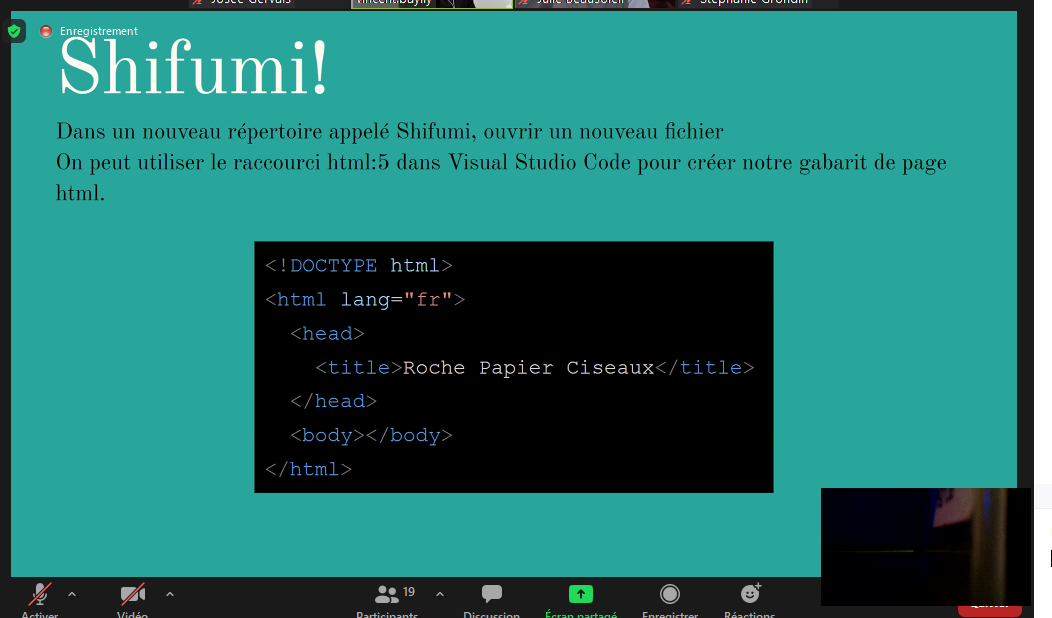 Josée Gervais
vincent.bayly
Julie Beausoleil
Stéphanie Grondin
Enregistrement
Shifumi!
Dans un nouveau répertoire appelé Shifumi, ouvrir un nouveau fichier
On peut utiliser le raccourci html:5 dans Visual Studio Code pour créer notre gabarit de page
html.
<!DOCTYPE html>
<html lang="fr">
<head>
<title>Roche Papier Ciseaux</title>
</head>
<body></body>
</html>
19
Activer
Vidéo
Participants
Discussion
Écran partagé
Enregistrer
Réactions
Quitter